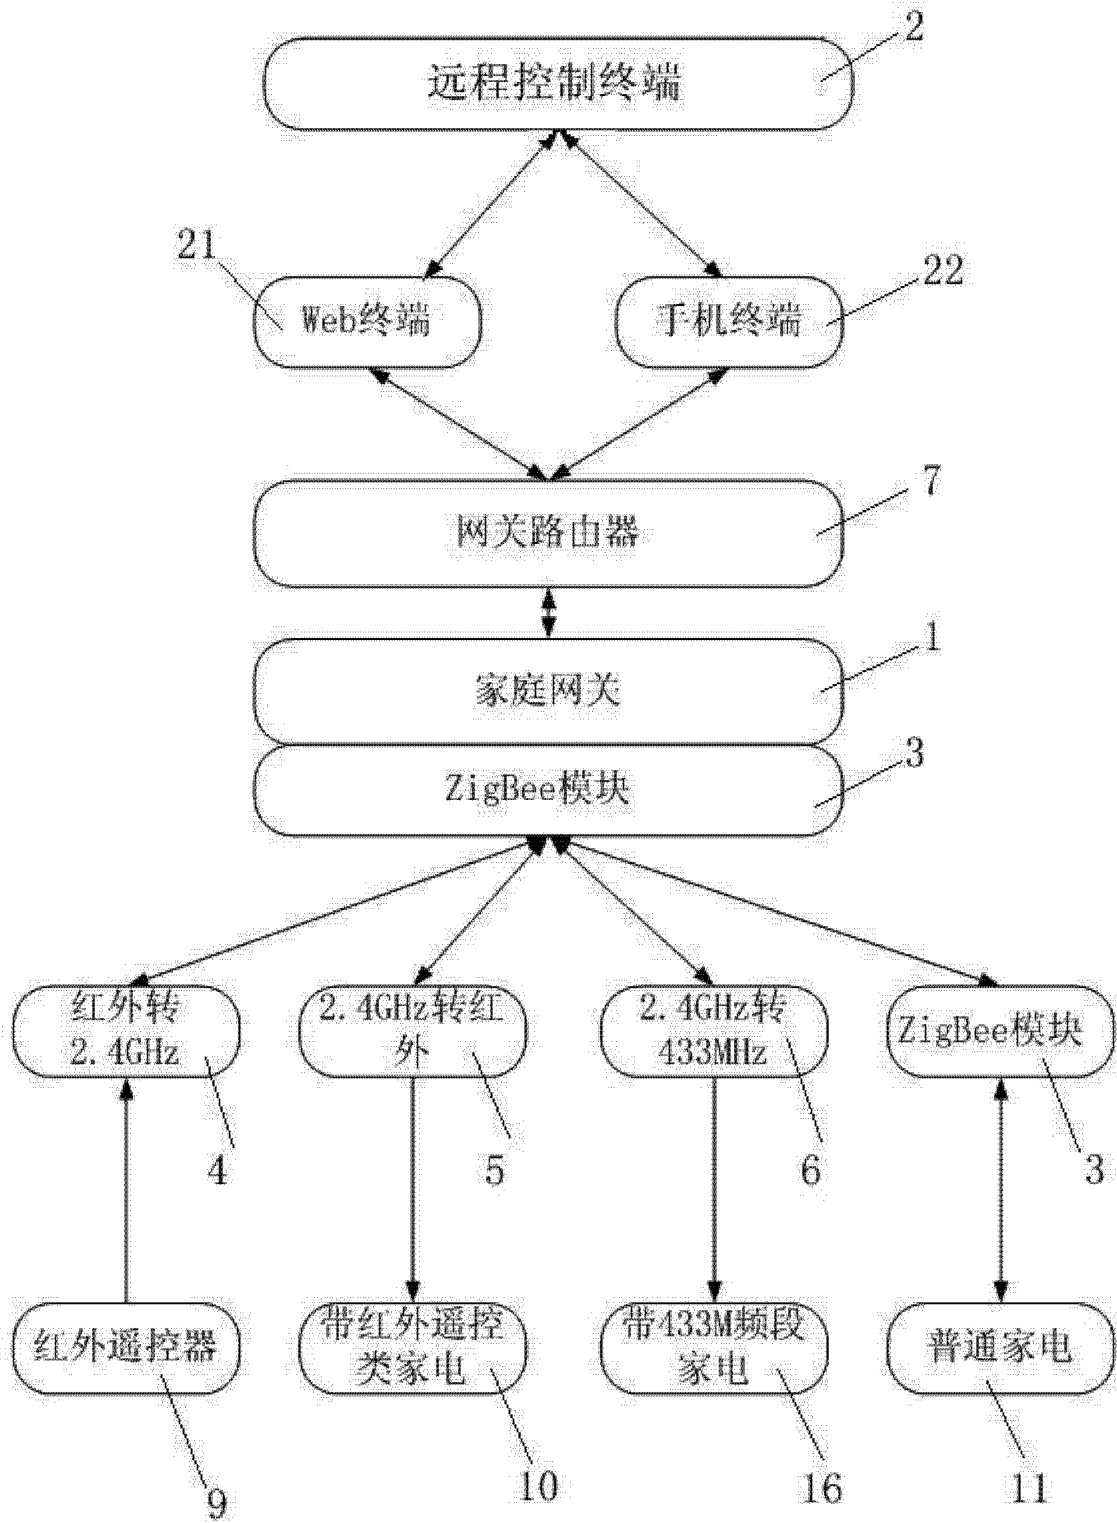 2
远程控制终端
21
22
Web终端
手机终端
7
网关路由器
1
家庭网关
3
ZigBee模块
红外转
2.4GHz
2.4GHz转红
外
2.4GHz转
433MHz
ZigBee模块
4
5
6
3
红外遥控器
带红外遥控
类家电
带433M频段
家电
普通家电
9
10
16
11